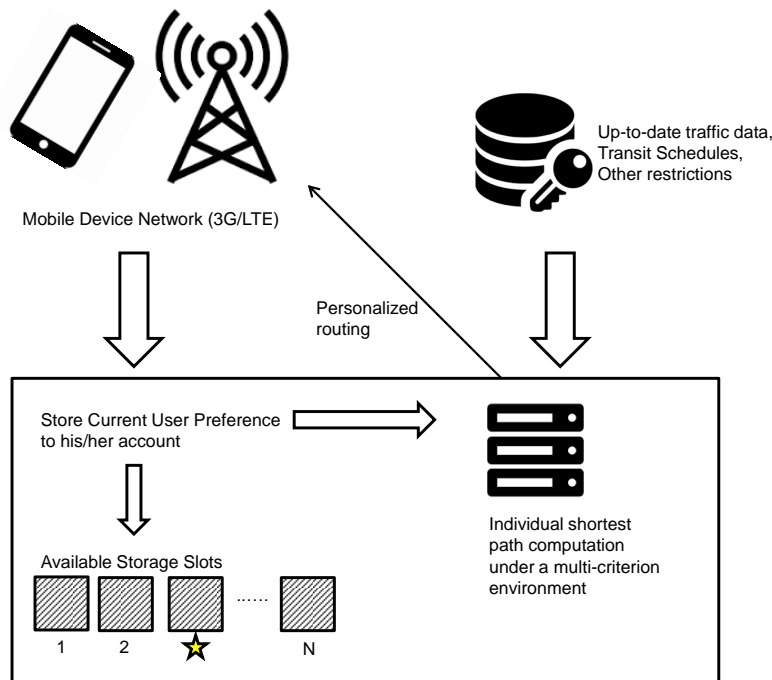 Up-to-date traffic data,
Transit Schedules,
Other restrictions
Mobile Device Network (3G/LTE)
Personalized
routing
Store Current User Preference
to his/her account
Individual shortest
path computation
under a multi-criterion
environment
Available Storage Slots
......
1 2 N